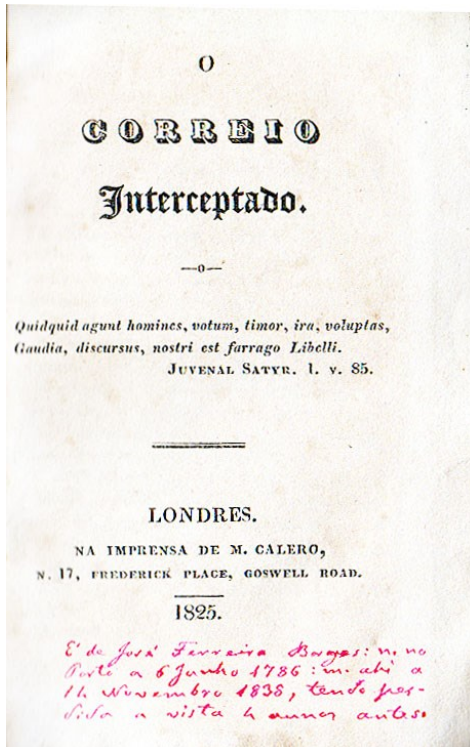 O
CORREIO
Interceptado.
—o—
Quidquid agunt homines, votum, timor, ira, voluptas,
Gaudia, discursus, nostri est farrago Libelli.
JUVENAL SATYR. 1. v. 85.
LONDRES.
NA IMPRENSA DE M. CALERO,
N. 17, FREDERICK PLACE, GOSWELL ROAD.
1825.
É de José Ferreira Borges: n. no
Porto a 6 Junho 1786: m. ahi a
14 Novembro 1838, tendo per-
dido a vista 4 annos antes.